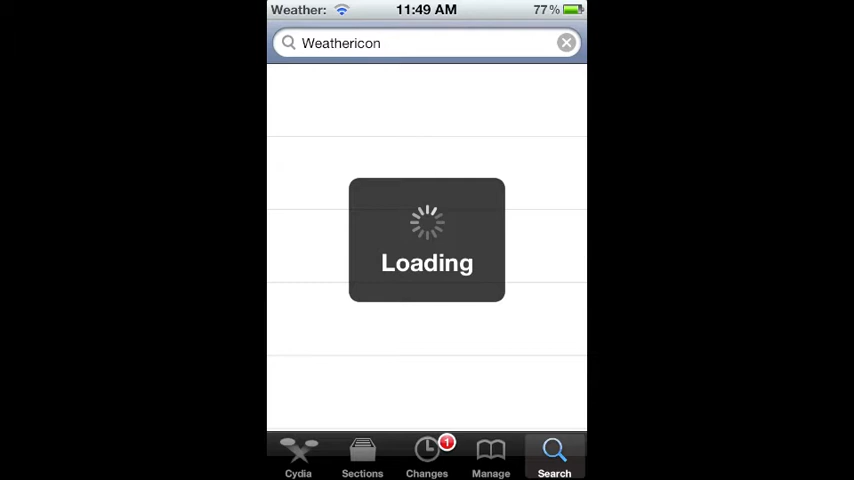 Weather: 11:49 AM 77%
Weathericon
Loading
1
Cydia Sections Changes Manage Search